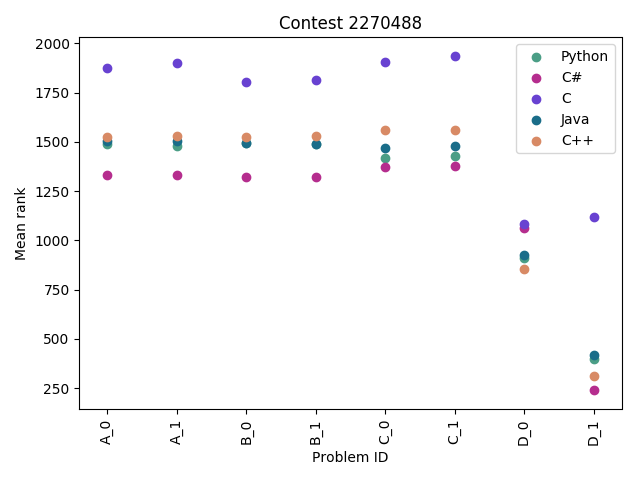 Contest 2270488
Mean rank
2000
1750
1500
1250
1000
750
500
250
Python
C#
C
Java
C++
A_0
A_1
B_0
B_1
C_0
C_1
D_0
D_1
Problem ID